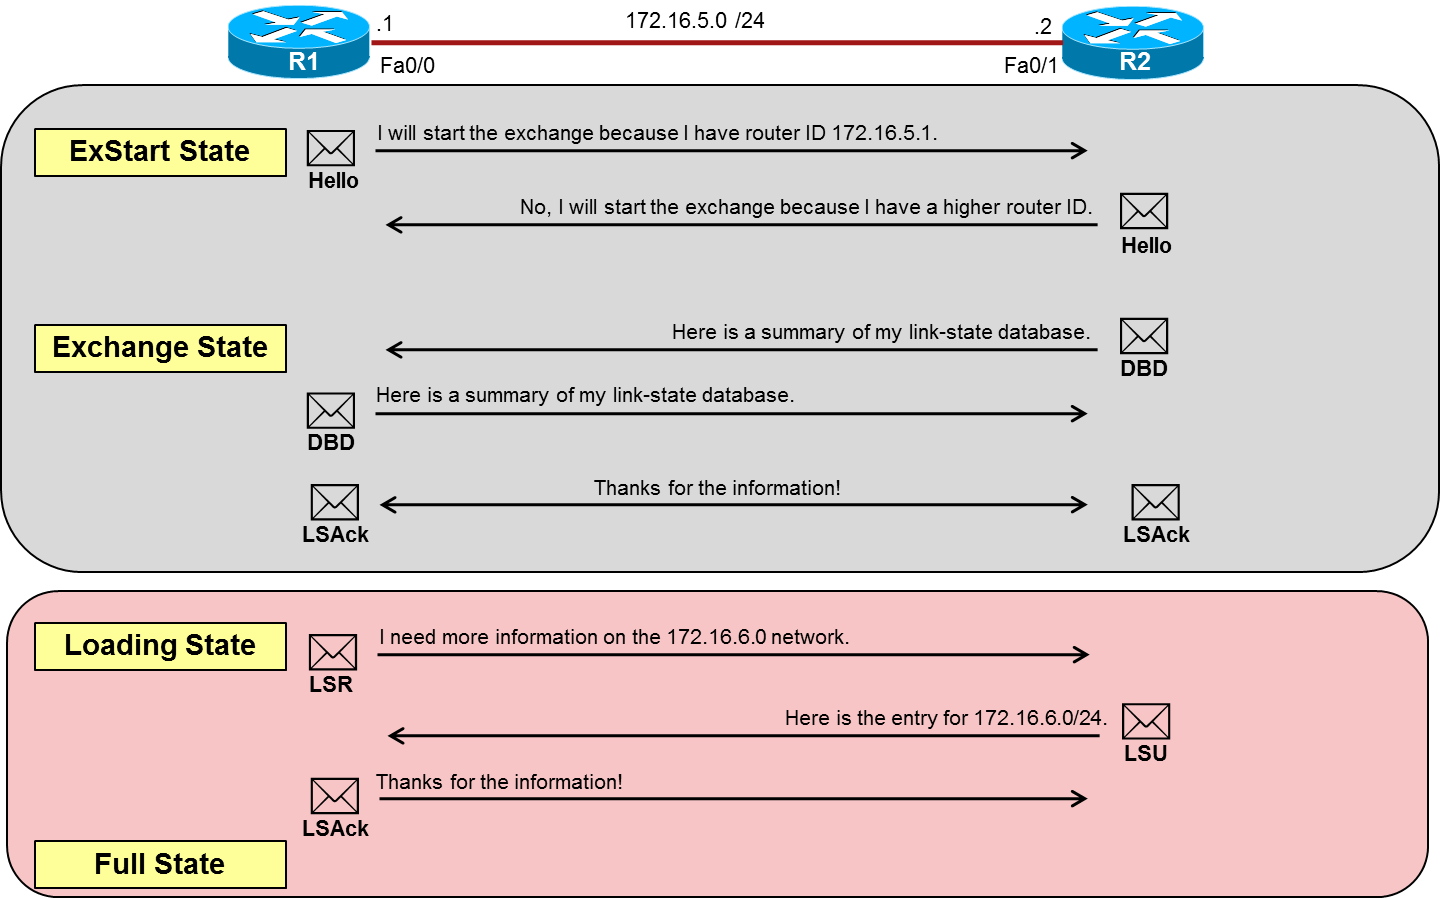 .1
172.16.5.0 /24
.2
R1
R2
Fa0/0
Fa0/1
ExStart State
I will start the exchange because I have router ID 172.16.5.1.
Hello
No, I will start the exchange because I have a higher router ID.
Hello
Exchange State
Here is a summary of my link-state database.
DBD
Here is a summary of my link-state database.
DBD
Thanks for the information!
LSAck
LSAck
Loading State
I need more information on the 172.16.6.0 network.
LSR
Here is the entry for 172.16.6.0/24.
LSU
Thanks for the information!
LSAck
Full State